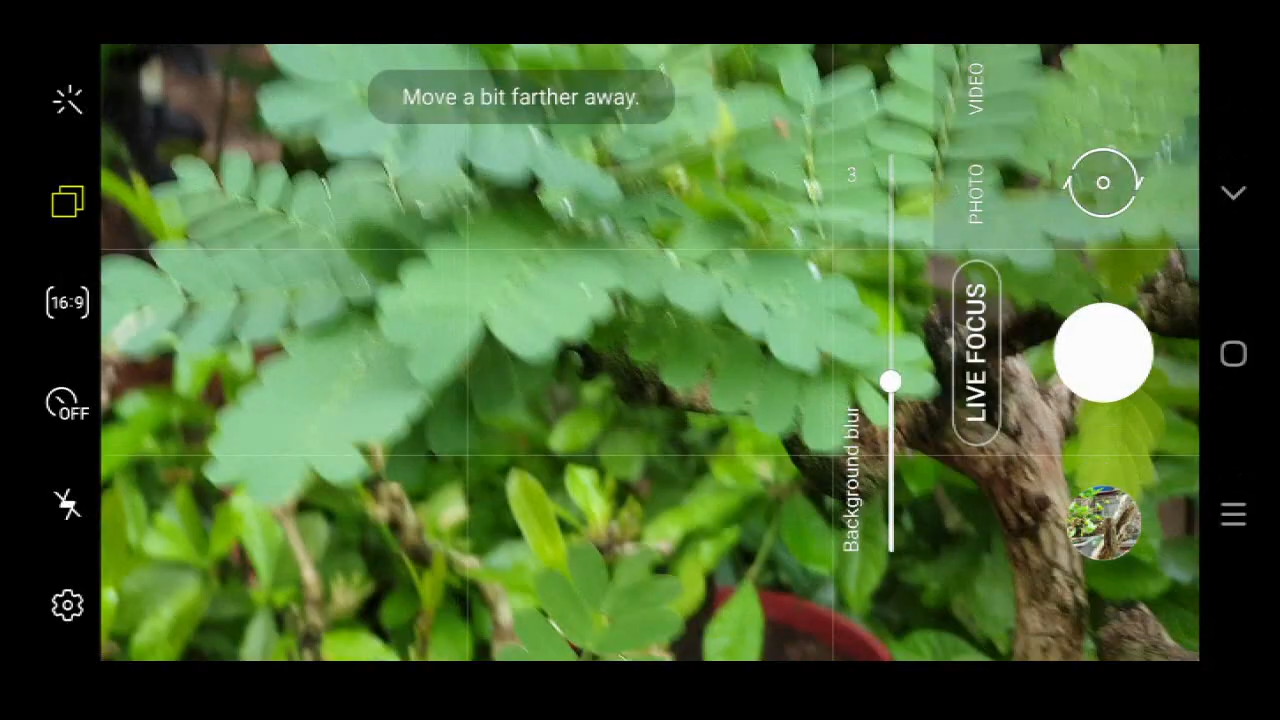 Move a bit farther away.
16:9
OFF
3
Background blur
VIDEO
PHOTO
LIVE FOCUS